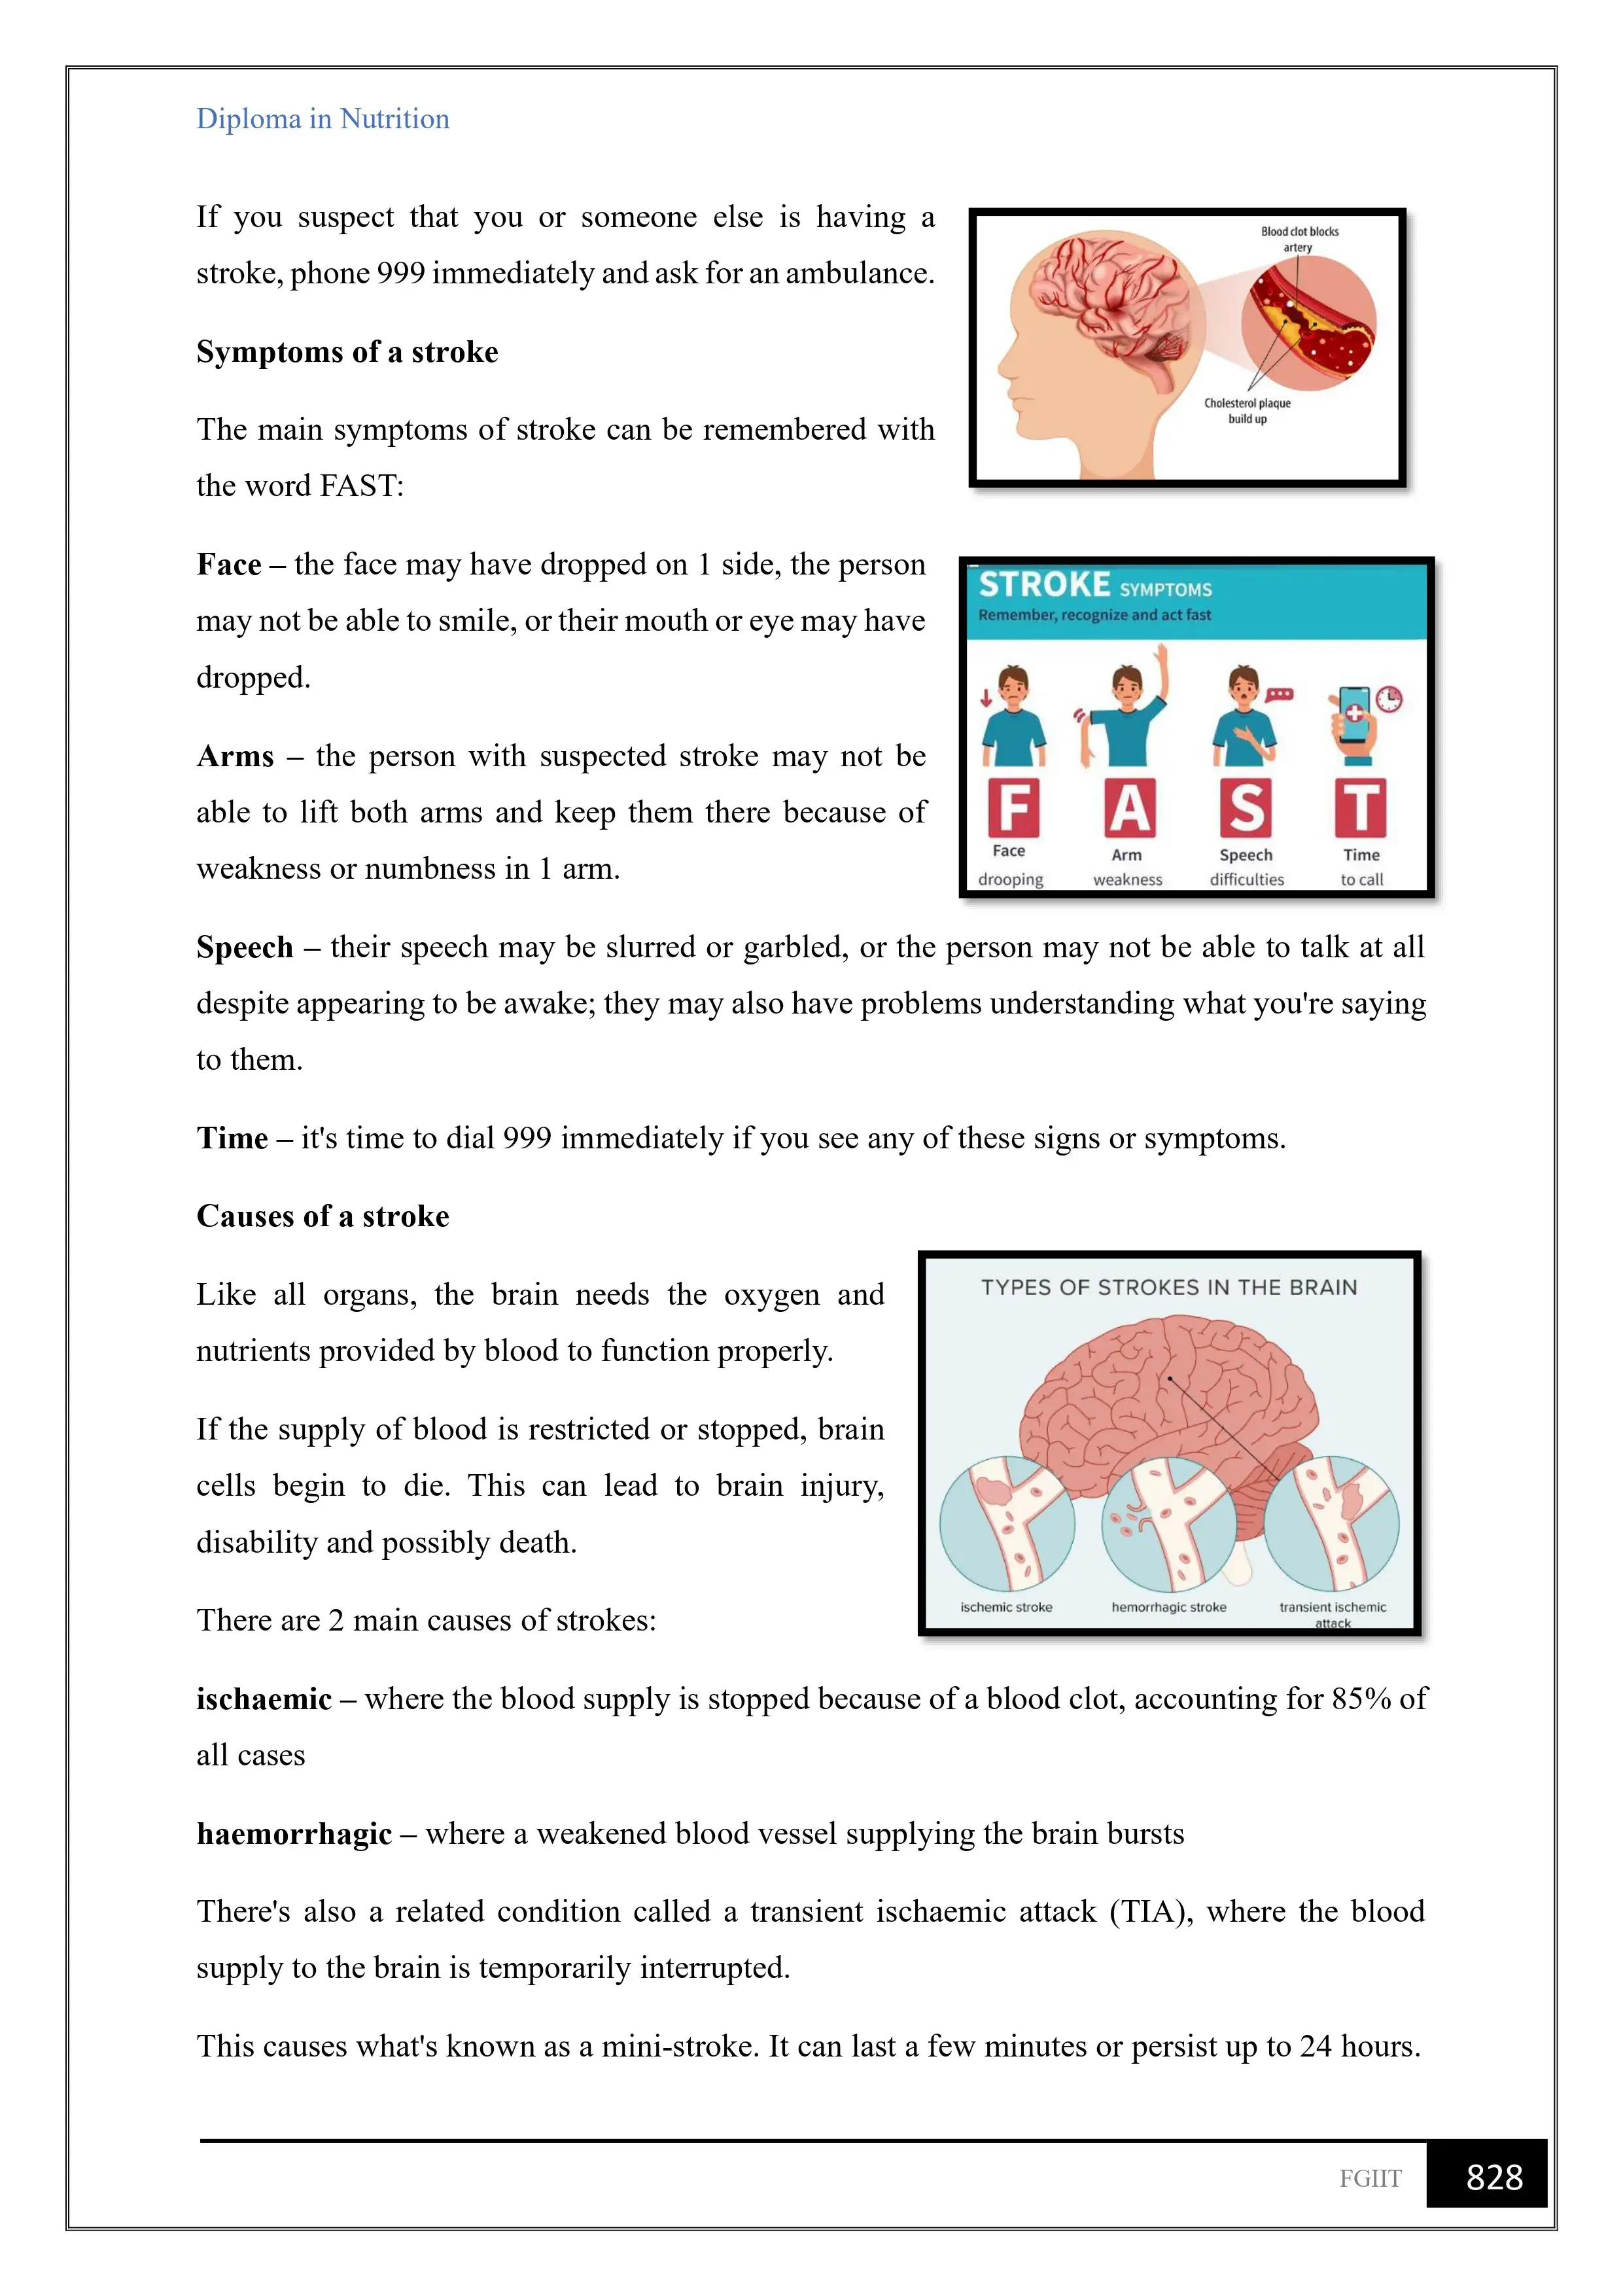 Diploma in Nutrition
If you suspect that you or someone else is having a
stroke, phone 999 immediately and ask for an ambulance.
Blood clot blocks
artery
Cholesterol plaque
build up
Symptoms of a stroke
The main symptoms of stroke can be remembered with
the word FAST:
Face – the face may have dropped on 1 side, the person
may not be able to smile, or their mouth or eye may have
dropped.
Arms – the person with suspected stroke may not be
able to lift both arms and keep them there because of
weakness or numbness in 1 arm.
STROKE SYMPTOMS
Remember, recognize and act fast
F A S T
Face Arm Speech Time
drooping weakness difficulties to call
Speech – their speech may be slurred or garbled, or the person may not be able to talk at all
despite appearing to be awake; they may also have problems understanding what you're saying
to them.
Time – it's time to dial 999 immediately if you see any of these signs or symptoms.
Causes of a stroke
Like all organs, the brain needs the oxygen and
nutrients provided by blood to function properly.
If the supply of blood is restricted or stopped, brain
cells begin to die. This can lead to brain injury,
disability and possibly death.
There are 2 main causes of strokes:
TYPES OF STROKES IN THE BRAIN
ischemic stroke hemorrhagic stroke transient ischemic
attack
ischaemic – where the blood supply is stopped because of a blood clot, accounting for 85% of
all cases
haemorrhagic – where a weakened blood vessel supplying the brain bursts
There's also a related condition called a transient ischaemic attack (TIA), where the blood
supply to the brain is temporarily interrupted.
This causes what's known as a mini-stroke. It can last a few minutes or persist up to 24 hours.
FGIIT 828